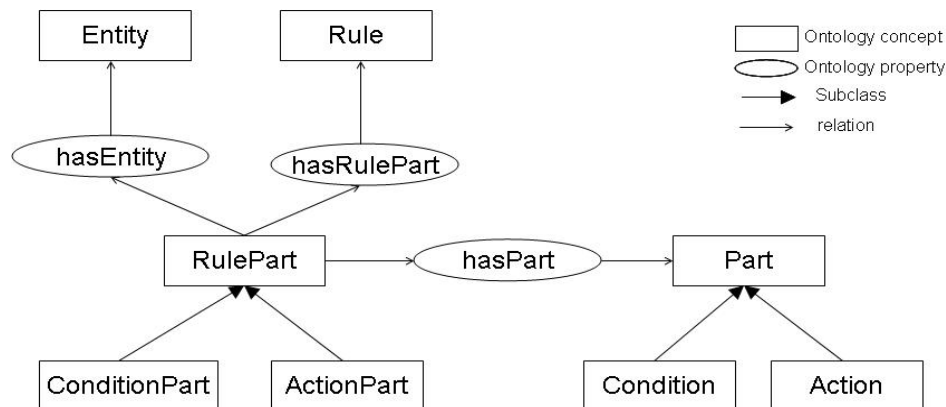 Entity
Rule
Ontology concept
Ontology property
Subclass
relation
hasEntity
hasRulePart
RulePart
hasPart
Part
ConditionPart
ActionPart
Condition
Action